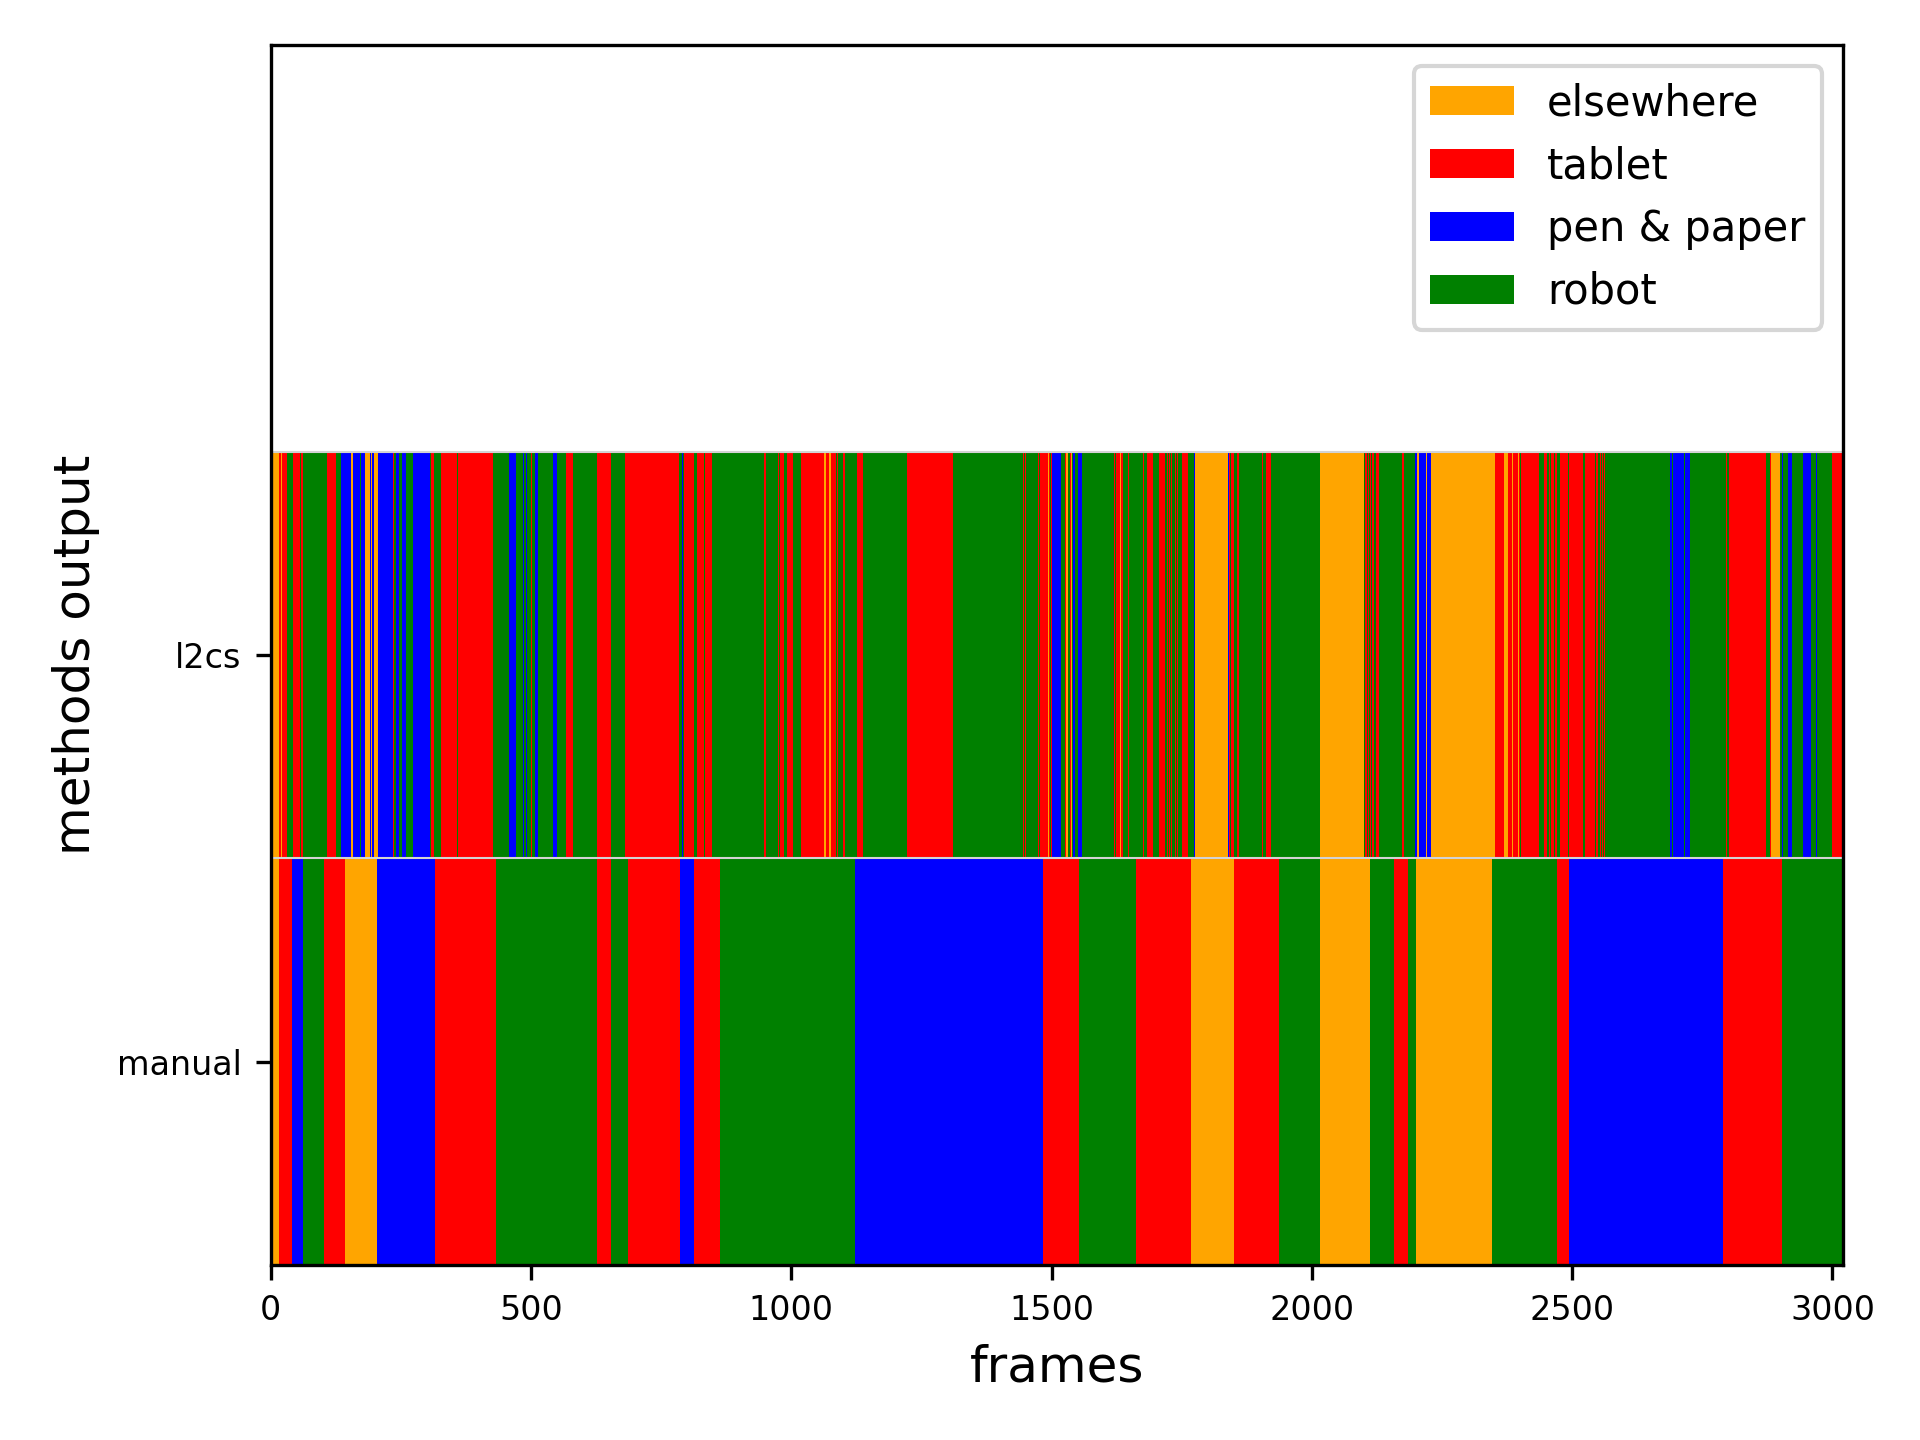 elsewhere
tablet
pen & paper
robot
methods output
l2cs
manual
0 500 1000 1500 2000 2500 3000
frames